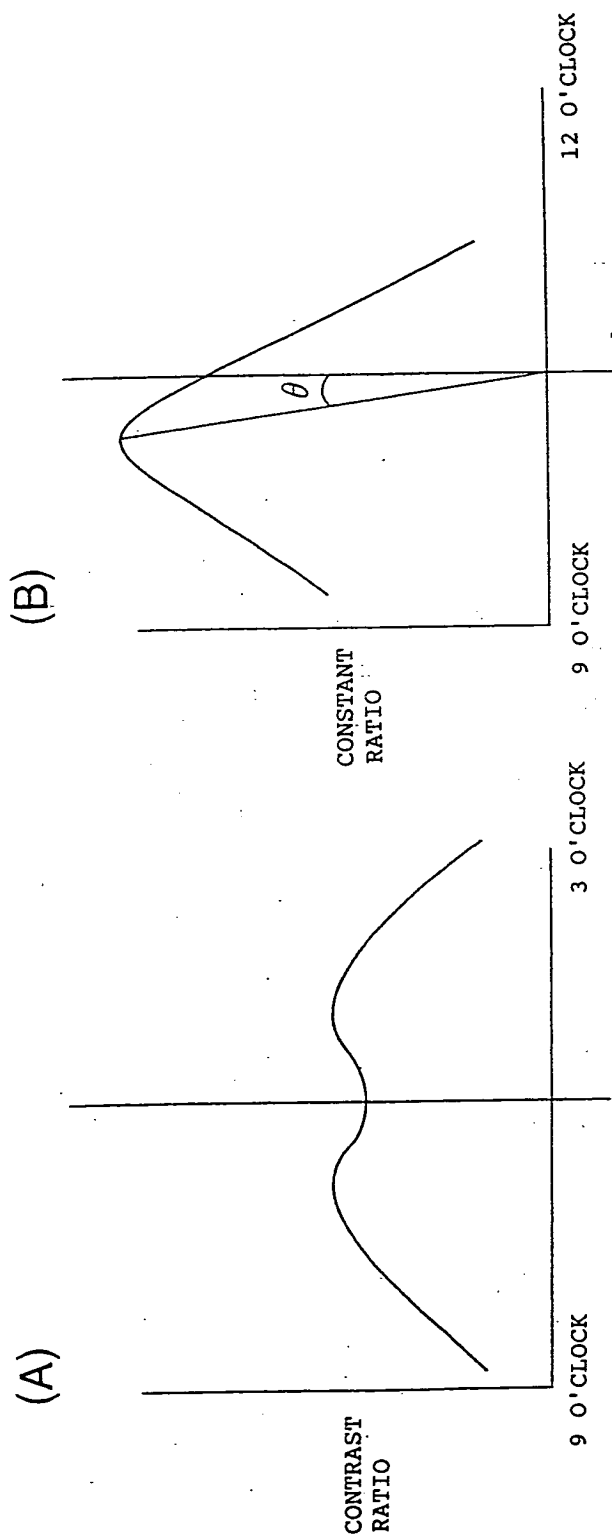 (A)
CONTRAST
RATIO
9 O'CLOCK
3 O'CLOCK
(B)
CONSTANT
RATIO
θ
9 O'CLOCK
12 O'CLOCK